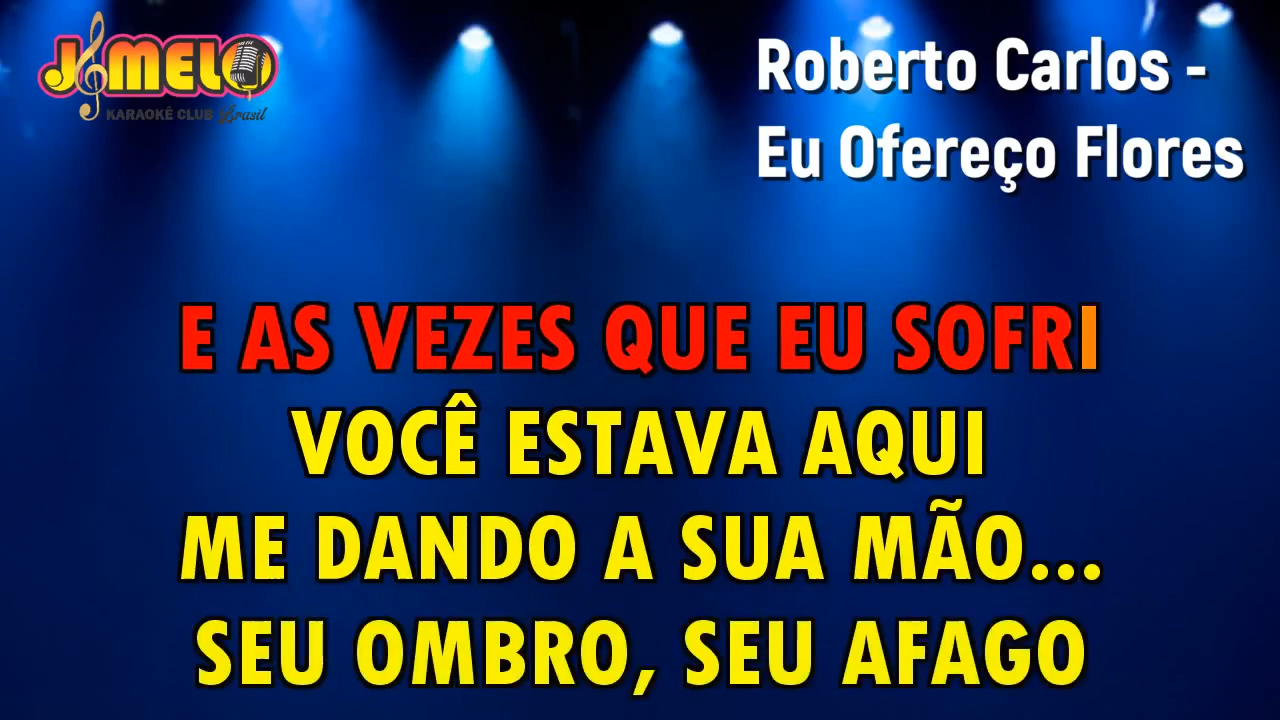 J MELO
KARAOKÊ CLUB Brasil
Roberto Carlos -
Eu Ofereço Flores
E AS VEZES QUE EU SOFRI
VOCÊ ESTAVA AQUI
ME DANDO A SUA MÃO...
SEU OMBRO, SEU AFAGO